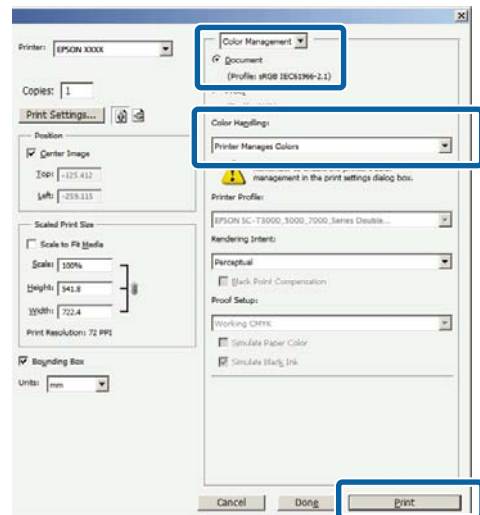 Printer: EPSON XXXX
Copies: 1
Print Settings...
Position
Center Image
Top: -125.412
Left: -259.115
Scaled Print Size
Scale to Fit Media
Scale: 100%
Height: 541.8
Width: 722.4
Print Resolution: 72 PPI
Bounding Box
Units: mm
Color Management
Document
(Profile: sRGB IEC61966-2.1)
Color Handling:
Printer Manages Colors
management in the print settings dialog box.
Printer Profile:
EPSON SC-T3000_5000_7000_Series Double...
Rendering Intent:
Perceptual
Black Point Compensation
Proof Setup:
Working CMYK
Simulate Paper Color
Simulate Black Ink
Cancel
Done
Print